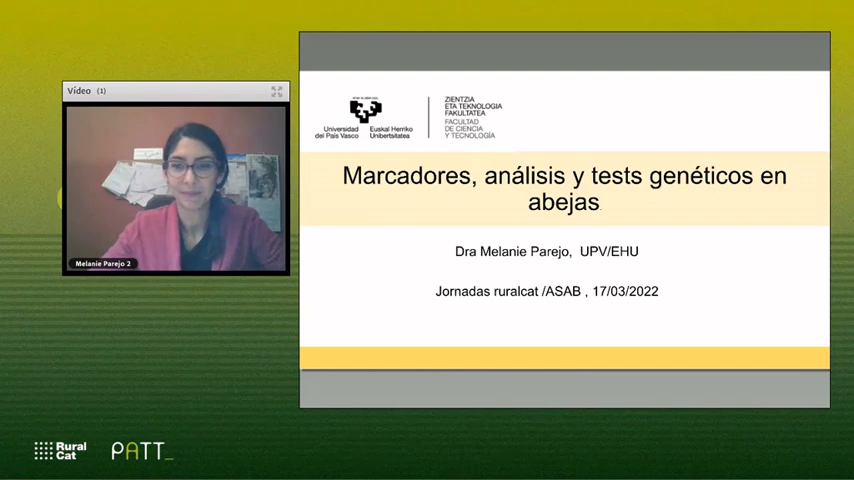 Vídeo (1)
Melanie Parejo 2
Universidad del País Vasco
Euskal Herriko Unibertsitatea
ZIENTZIA
ETA TEKNOLOGIA
FAKULTATEA
FACULTAD
DE CIENCIA
Y TECNOLOGÍA
Marcadores, análisis y tests genéticos en
abejas
Dra Melanie Parejo, UPV/EHU
Jornadas ruralcat /ASAB , 17/03/2022
Rural
Cat
PATT_